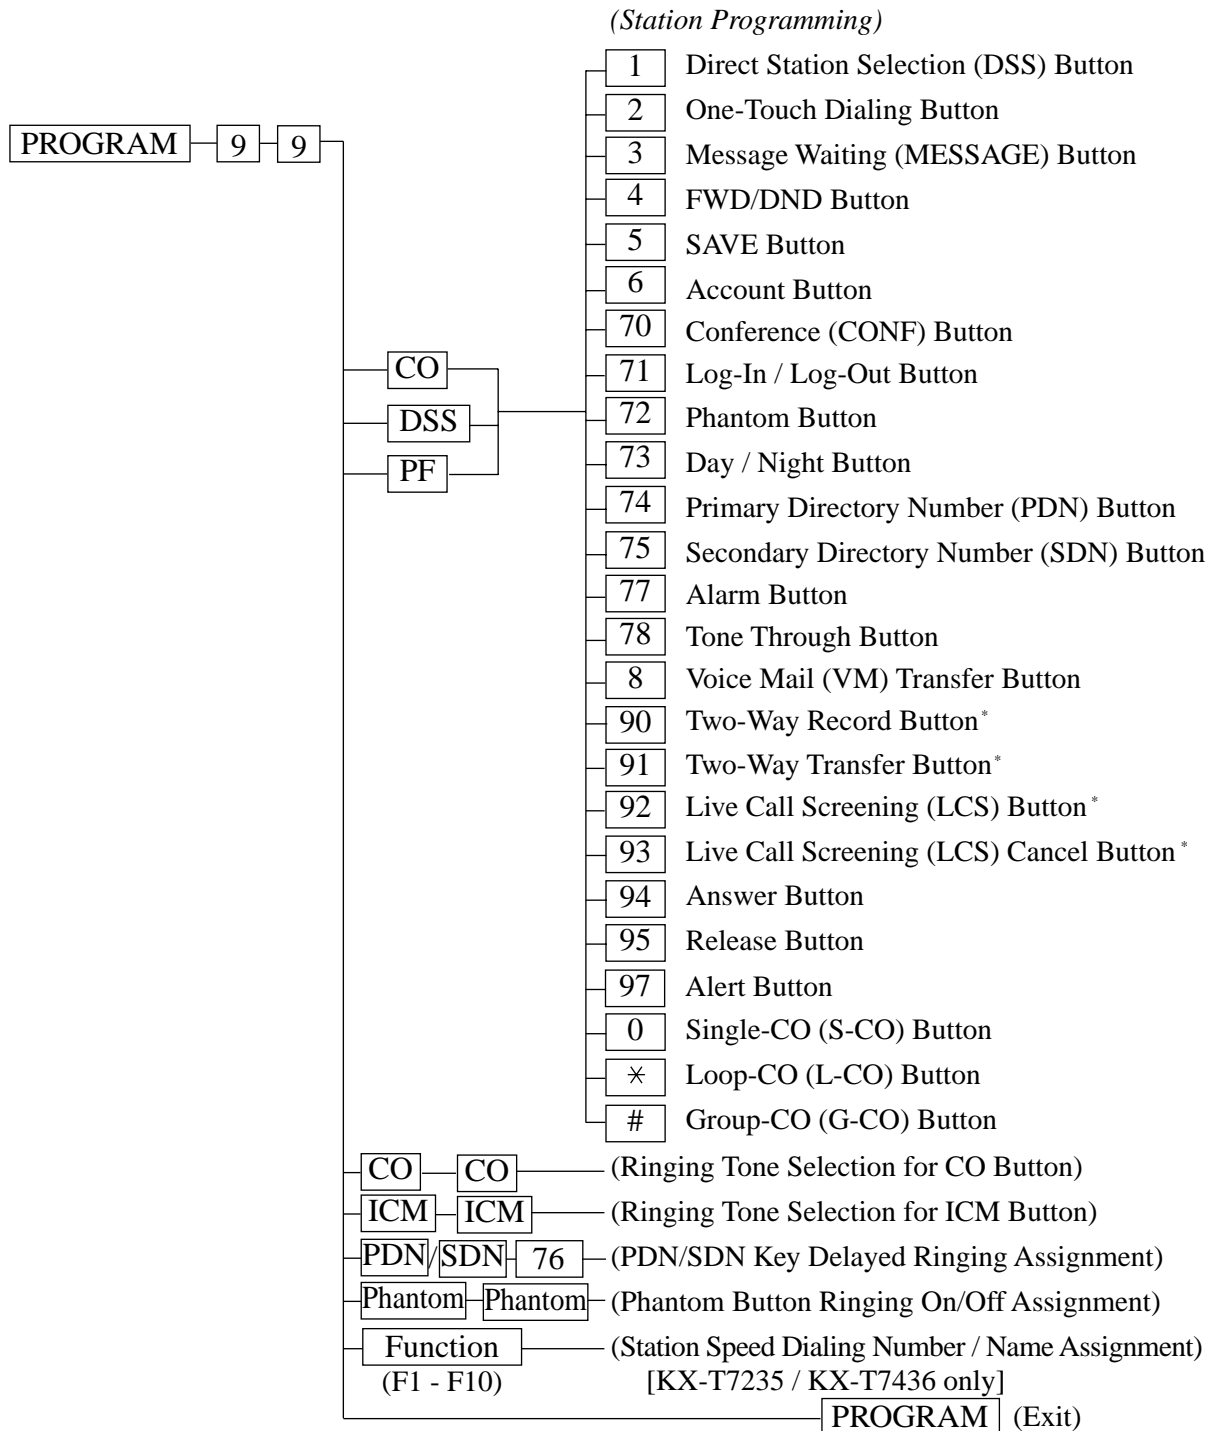 (Station Programming)
1 Direct Station Selection (DSS) Button
2 One-Touch Dialing Button
PROGRAM 9 9
3 Message Waiting (MESSAGE) Button
4 FWD/DND Button
5 SAVE Button
6 Account Button
70 Conference (CONF) Button
CO
71 Log-In / Log-Out Button
DSS
72 Phantom Button
PF
73 Day / Night Button
74 Primary Directory Number (PDN) Button
75 Secondary Directory Number (SDN) Button
77 Alarm Button
78 Tone Through Button
8 Voice Mail (VM) Transfer Button
90 Two-Way Record Button*
91 Two-Way Transfer Button*
92 Live Call Screening (LCS) Button*
93 Live Call Screening (LCS) Cancel Button*
94 Answer Button
95 Release Button
97 Alert Button
0 Single-CO (S-CO) Button
* Loop-CO (L-CO) Button
# Group-CO (G-CO) Button
CO CO (Ringing Tone Selection for CO Button)
ICM ICM (Ringing Tone Selection for ICM Button)
PDN/SDN 76 (PDN/SDN Key Delayed Ringing Assignment)
Phantom Phantom (Phantom Button Ringing On/Off Assignment)
Function (Station Speed Dialing Number / Name Assignment)
(F1 - F10) [KX-T7235 / KX-T7436 only]
PROGRAM (Exit)